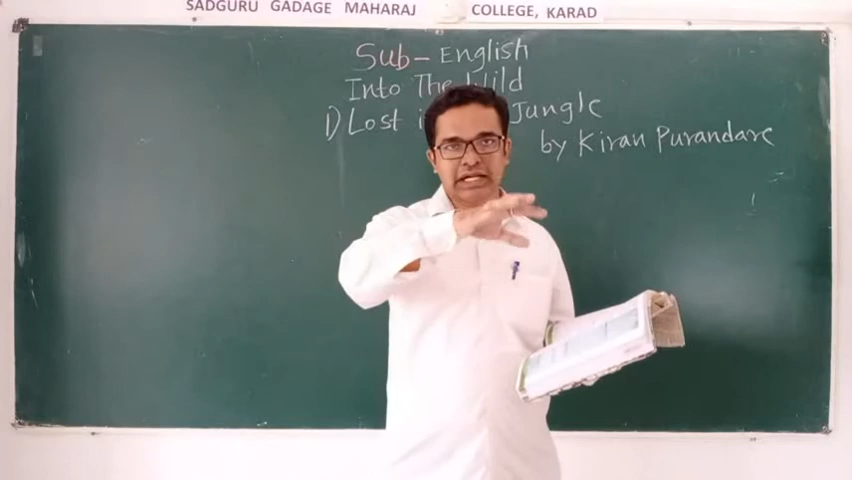 SADGURU GADAGE MAHARAJ COLLEGE, KARAD
Sub- English
Into The Wild
1) Lost Jungle
by Kiran Purandare